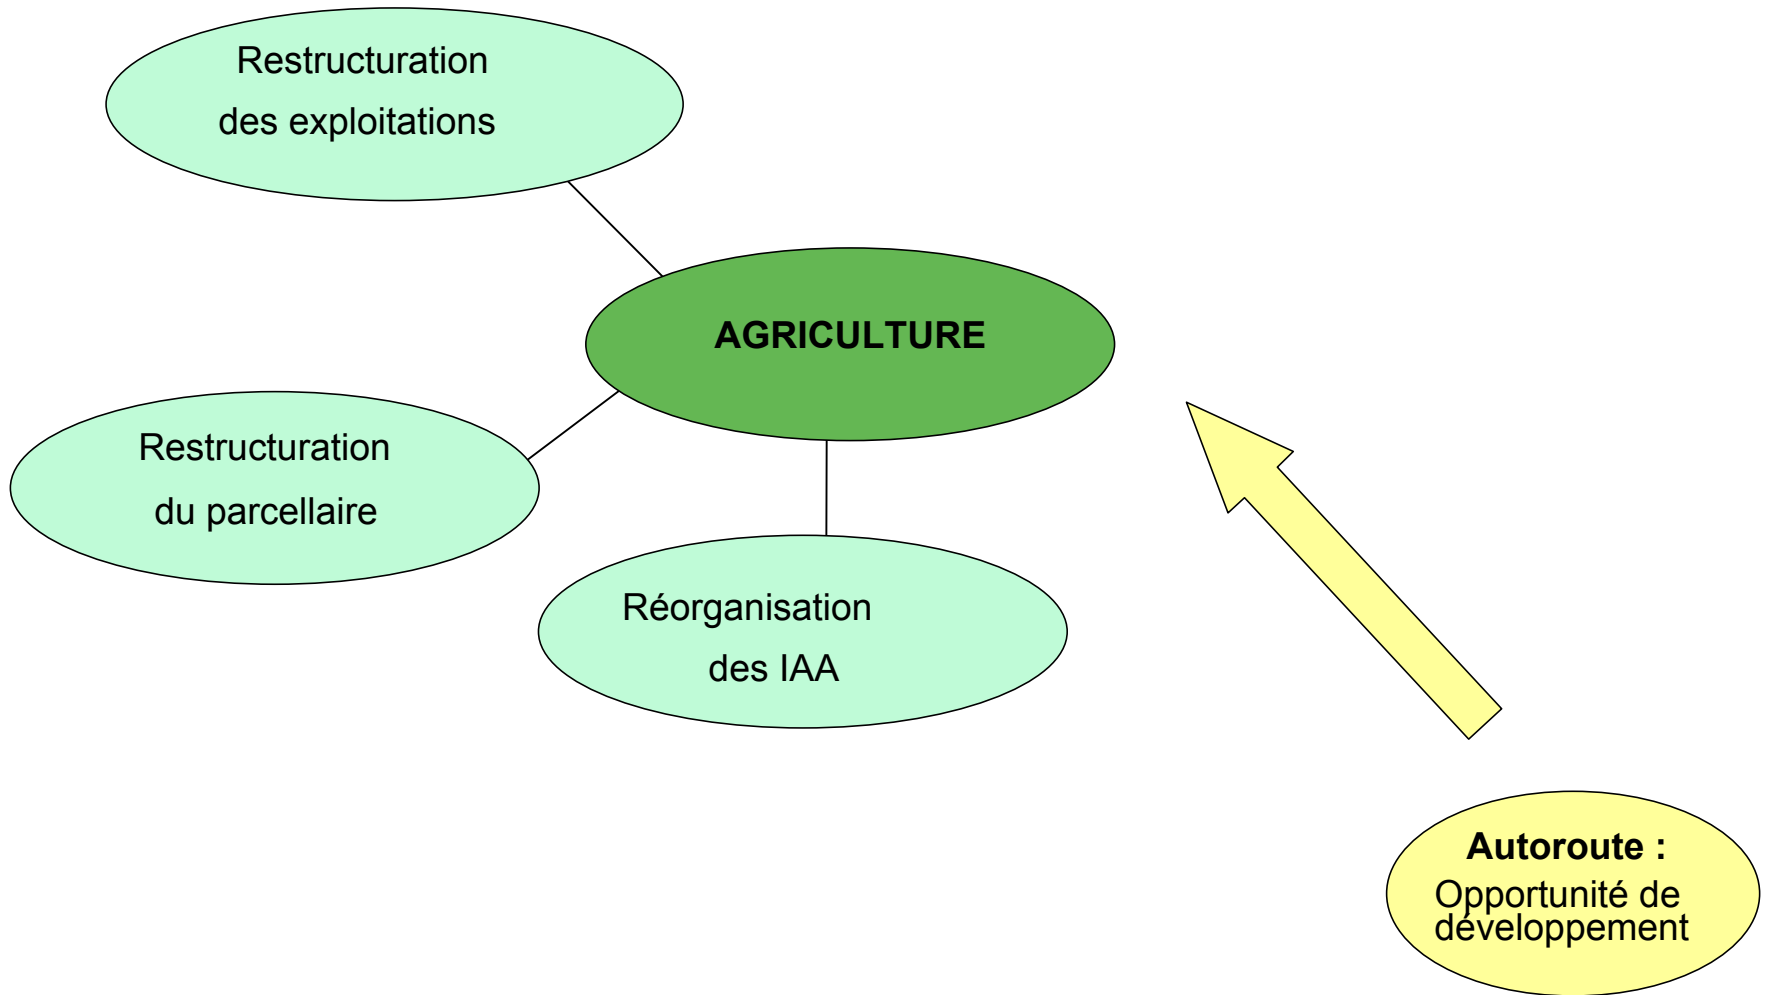 Restructuration
des exploitations
AGRICULTURE
Restructuration
du parcellaire
Réorganisation
des IAA
Autoroute :
Opportunité de
développement